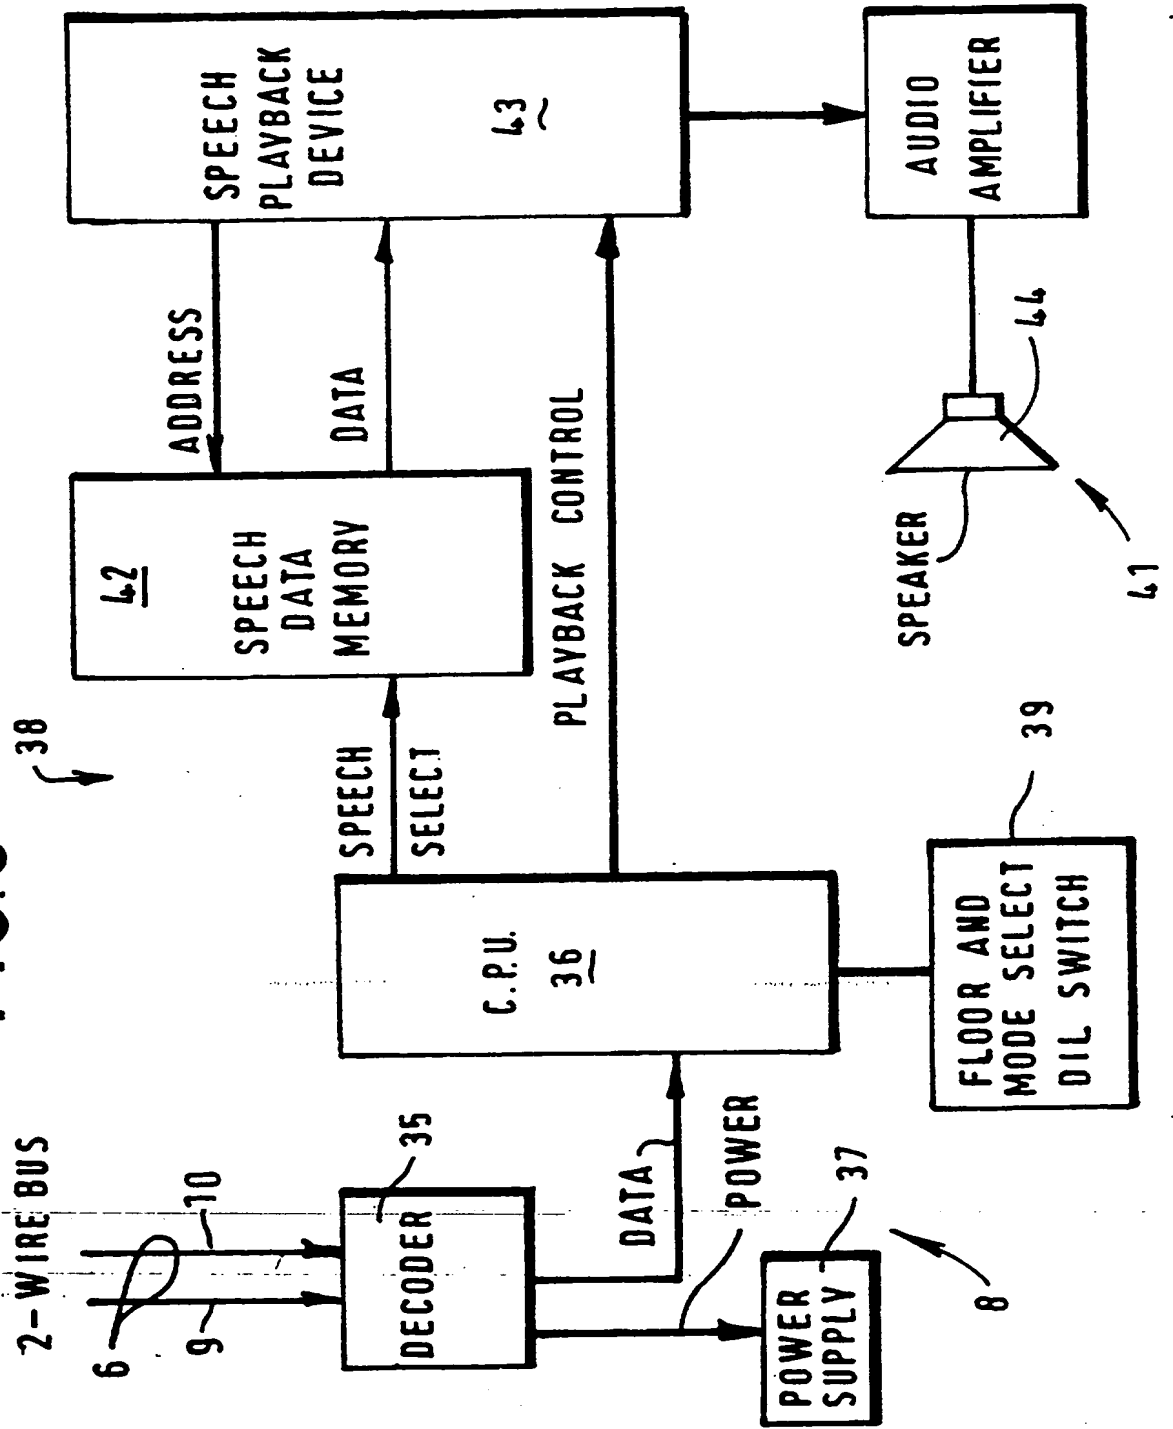 38
2-WIRE BUS
6
9
10
DECODER
35
DATA
POWER
POWER
SUPPLY
37
8
C.P.U.
36
SPEECH
SELECT
PLAYBACK CONTROL
FLOOR AND
MODE SELECT
DIL SWITCH
39
42
SPEECH
DATA
MEMORY
ADDRESS
DATA
SPEECH
PLAYBACK
DEVICE
43
AUDIO
AMPLIFIER
SPEAKER
44
41